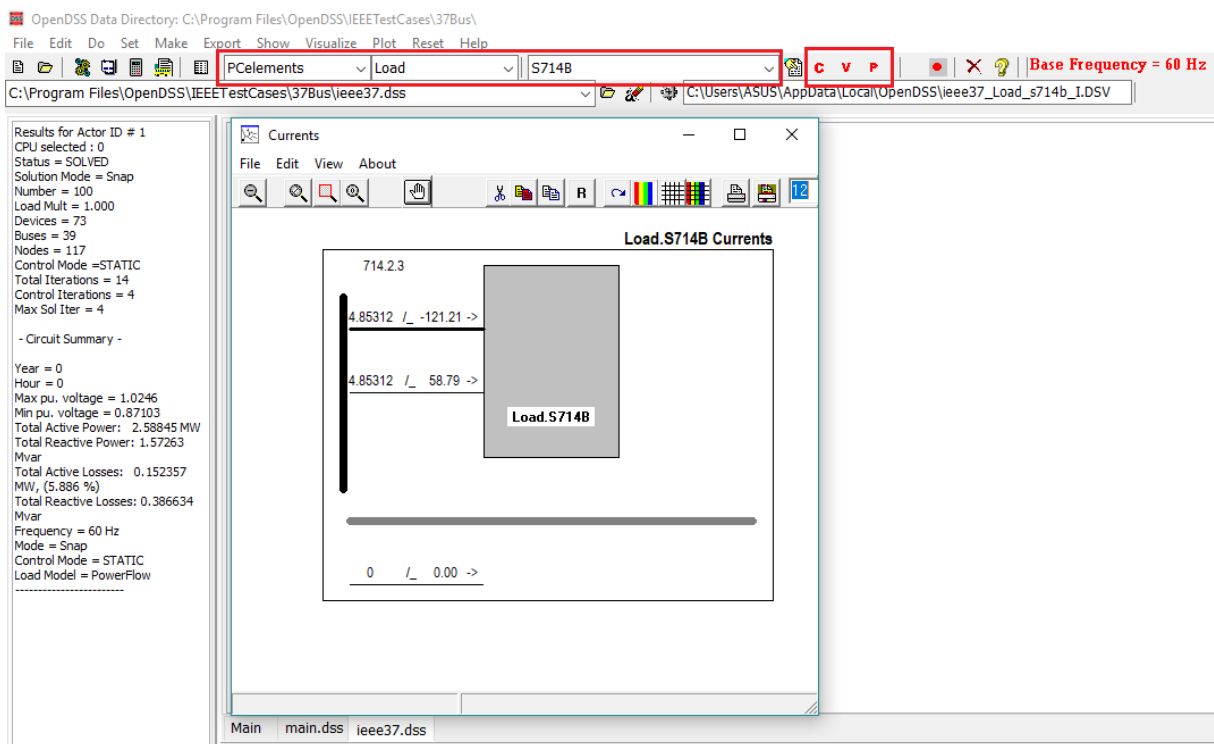 OpenDSS Data Directory: C:\Program Files\OpenDSS\IEEETestCases\37Bus\
File Edit Do Set Make Export Show Visualize Plot Reset Help
PCelements Load S714B C V P Base Frequency = 60 Hz
C:\Program Files\OpenDSS\IEEETestCases\37Bus\ieee37.dss C:\Users\ASUS\AppData\Local\OpenDSS\ieee37_Load_s714b_I.DSV
Results for Actor ID # 1
CPU selected : 0
Status = SOLVED
Solution Mode = Snap
Number = 100
Load Mult = 1.000
Devices = 73
Buses = 39
Nodes = 117
Control Mode =STATIC
Total Iterations = 14
Control Iterations = 4
Max Sol Iter = 4
- Circuit Summary -
Year = 0
Hour = 0
Max pu. voltage = 1.0246
Min pu. voltage = 0.87103
Total Active Power: 2.58845 MW
Total Reactive Power: 1.57263
Mvar
Total Active Losses: 0.152357
MW, (5.886 %)
Total Reactive Losses: 0.386634
Mvar
Frequency = 60 Hz
Mode = Snap
Control Mode = STATIC
Load Model = PowerFlow
-------------------------
Currents
File Edit View About
R 12
Load.S714B Currents
714.2.3
4.85312 /_ -121.21 ->
4.85312 /_ 58.79 ->
Load.S714B
0 /_ 0.00 ->
Main main.dss ieee37.dss